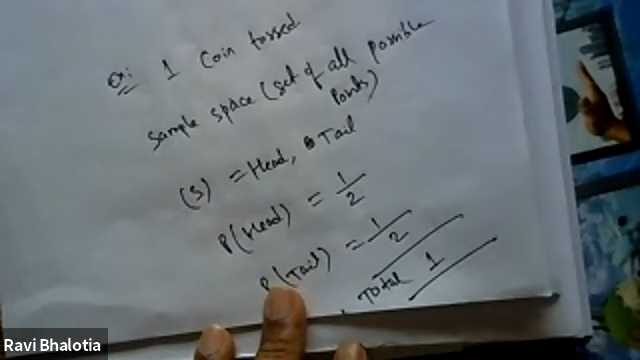 Ex: 1 Coin tossed
Sample space (set of all possible
Points)
(S) = Head, Tail
P(Head) = 1/2
P(Tail) = 1/2
Total 1
Ravi Bhalotia